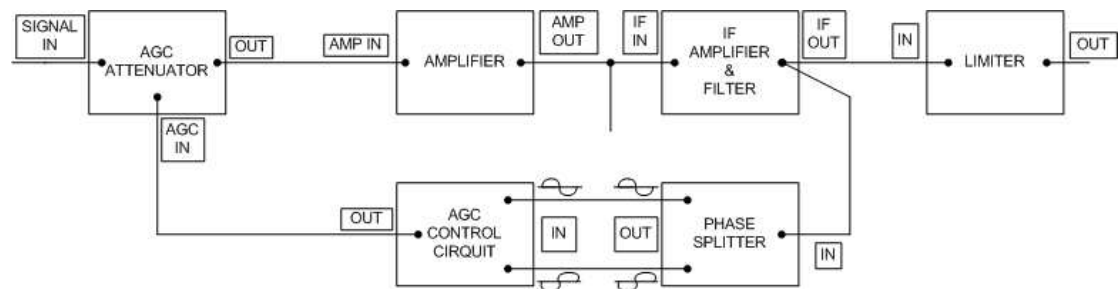 SIGNAL
IN
AGC
ATTENUATOR
OUT
AMP IN
AMPLIFIER
AMP
OUT
IF
IN
IF
AMPLIFIER
&
FILTER
IF
OUT
IN
LIMITER
OUT
AGC
IN
OUT
AGC
CONTROL
CIRQUIT
IN
OUT
PHASE
SPLITTER
IN